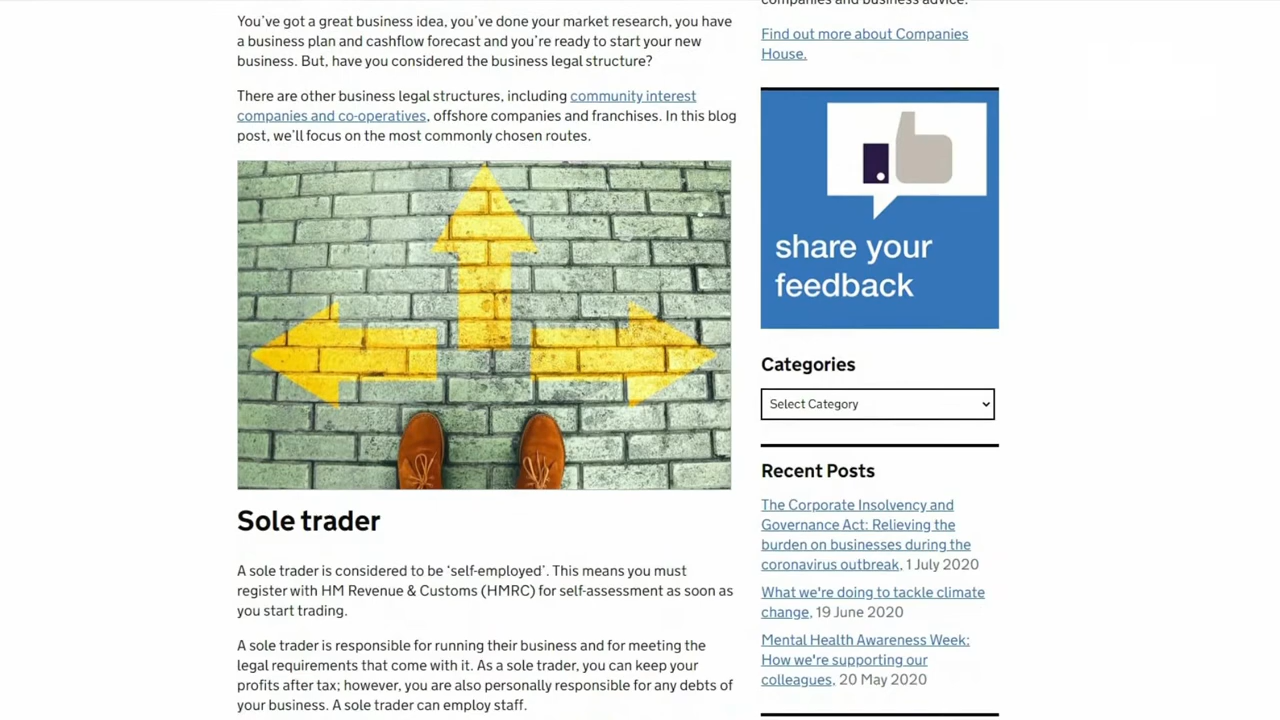 You've got a great business idea, you've done your market research, you have
a business plan and cashflow forecast and you're ready to start your new
business. But, have you considered the business legal structure?
There are other business legal structures, including community interest
companies and co-operatives, offshore companies and franchises. In this blog
post, we'll focus on the most commonly chosen routes.
Sole trader
A sole trader is considered to be ‘self-employed’. This means you must
register with HM Revenue & Customs (HMRC) for self-assessment as soon as
you start trading.
A sole trader is responsible for running their business and for meeting the
legal requirements that come with it. As a sole trader, you can keep your
profits after tax; however, you are also personally responsible for any debts of
your business. A sole trader can employ staff.
companies and business advice.
Find out more about Companies
House.
share your
feedback
Categories
Select Category
Recent Posts
The Corporate Insolvency and
Governance Act: Relieving the
burden on businesses during the
coronavirus outbreak, 1 July 2020
What we're doing to tackle climate
change, 19 June 2020
Mental Health Awareness Week:
How we're supporting our
colleagues, 20 May 2020